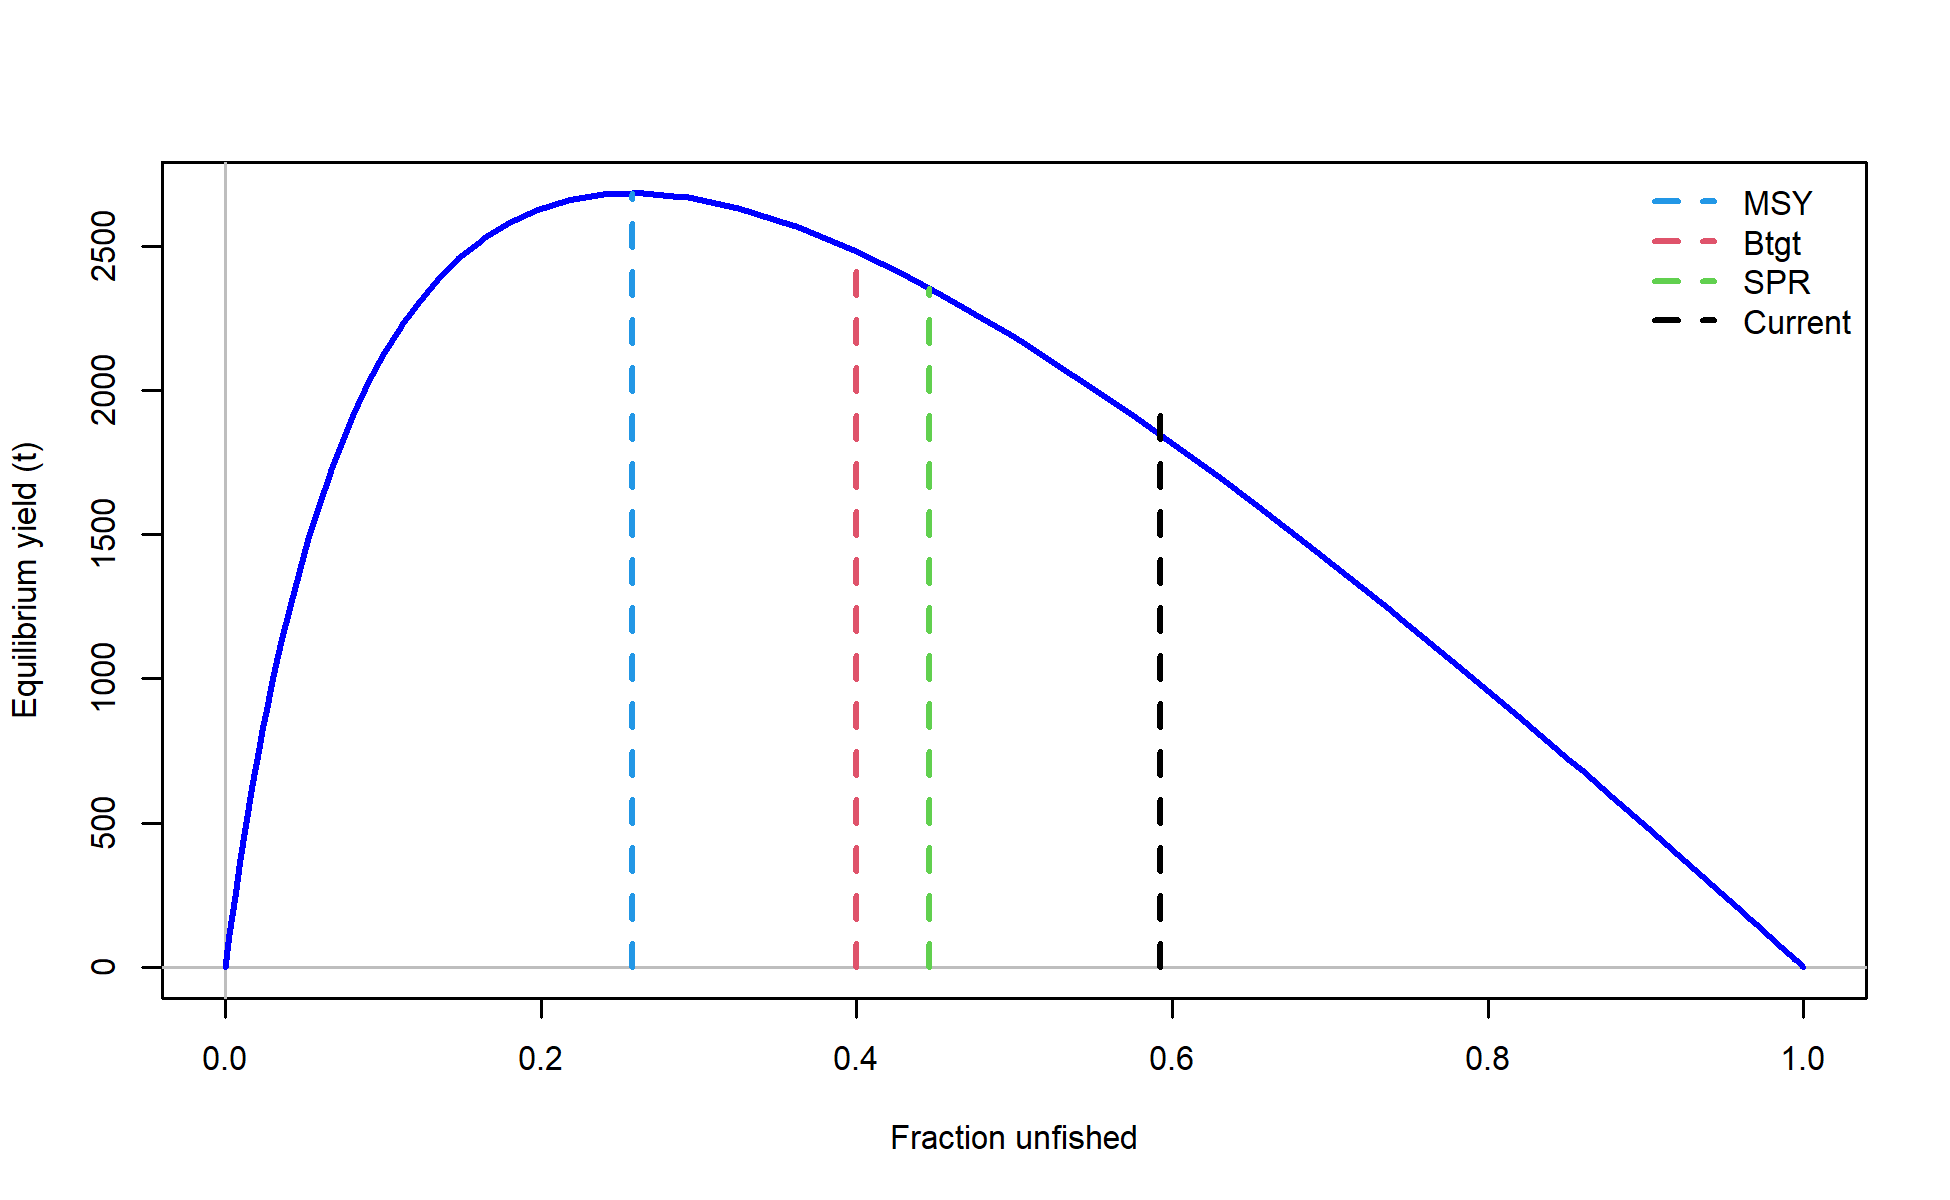 MSY
Btgt
SPR
Current
Equilibrium yield (t)
2500
2000
1500
1000
500
0
0.0 0.2 0.4 0.6 0.8 1.0
Fraction unfished